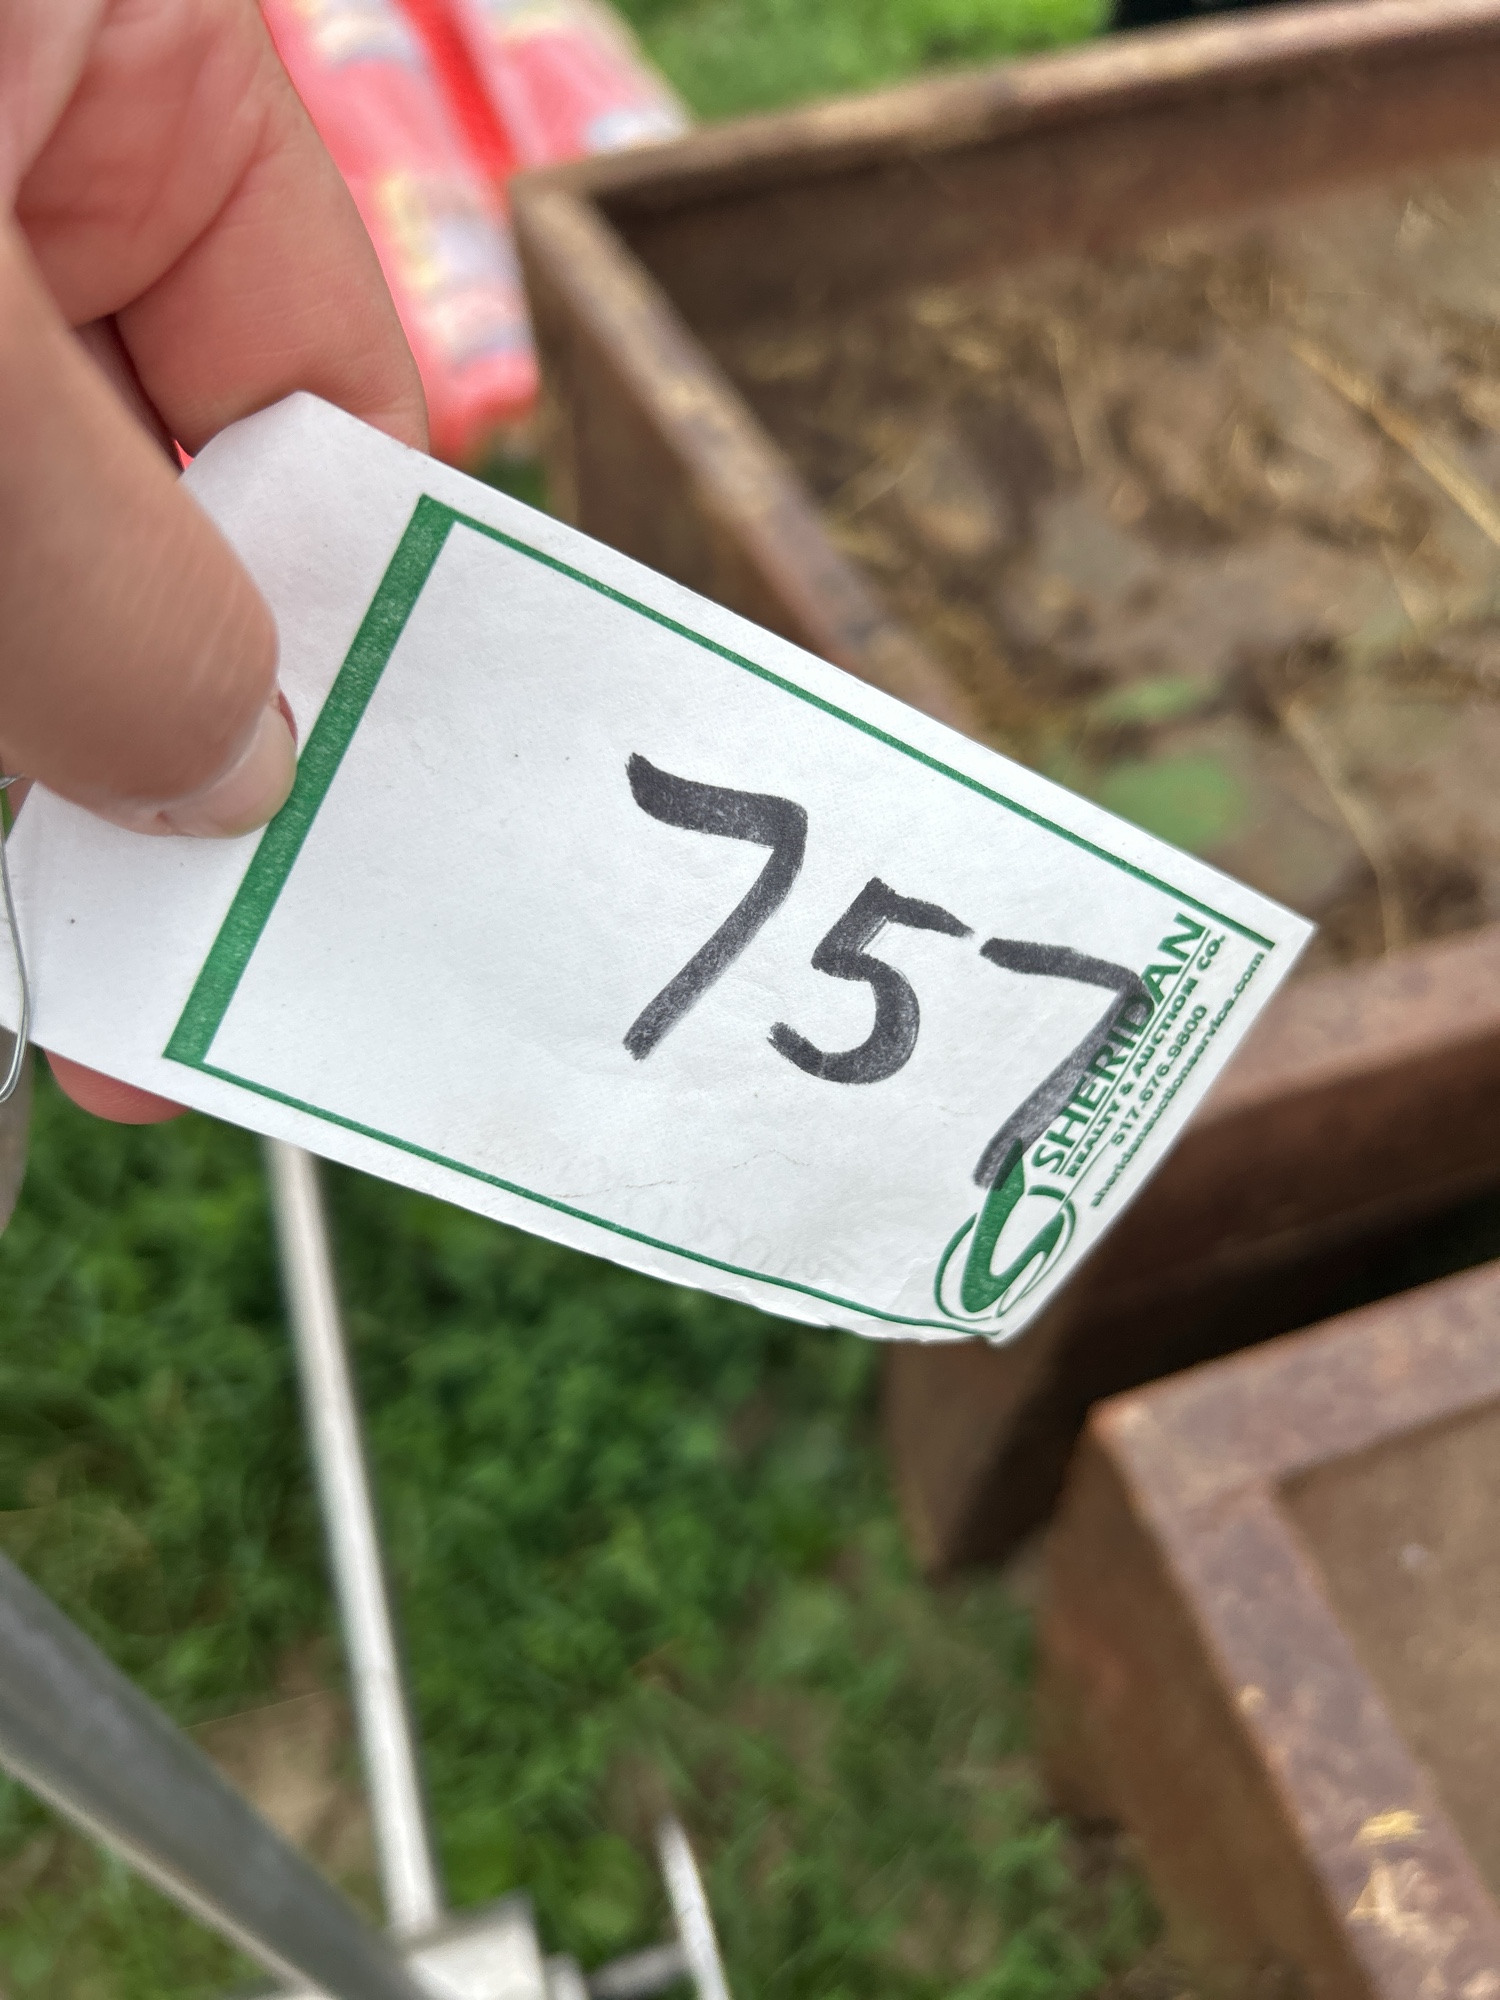 757
SHERIDAN
REALTY & AUCTION CO.
517.676.9800
sheridanauctionservice.com